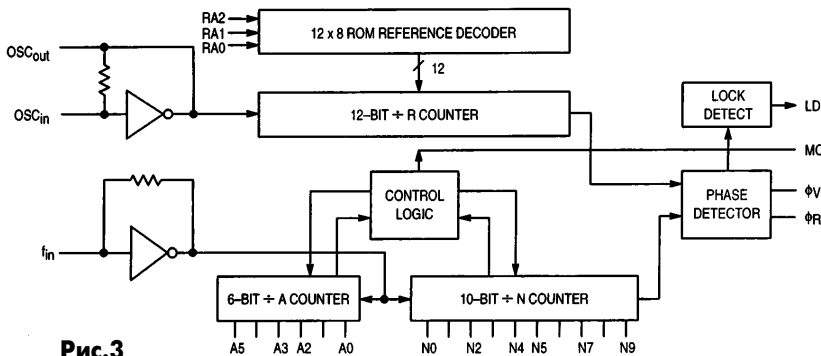 RA2
RA1
RA0
12 x 8 ROM REFERENCE DECODER
OSCout
12
OSCin
12–BIT ÷ R COUNTER
LOCK
DETECT
LD
MC
CONTROL
LOGIC
PHASE
DETECTOR
ϕV
ϕR
fin
6–BIT ÷ A COUNTER
10–BIT ÷ N COUNTER
A5 A3 A2 A0 N0 N2 N4 N5 N7 N9
Рис.3